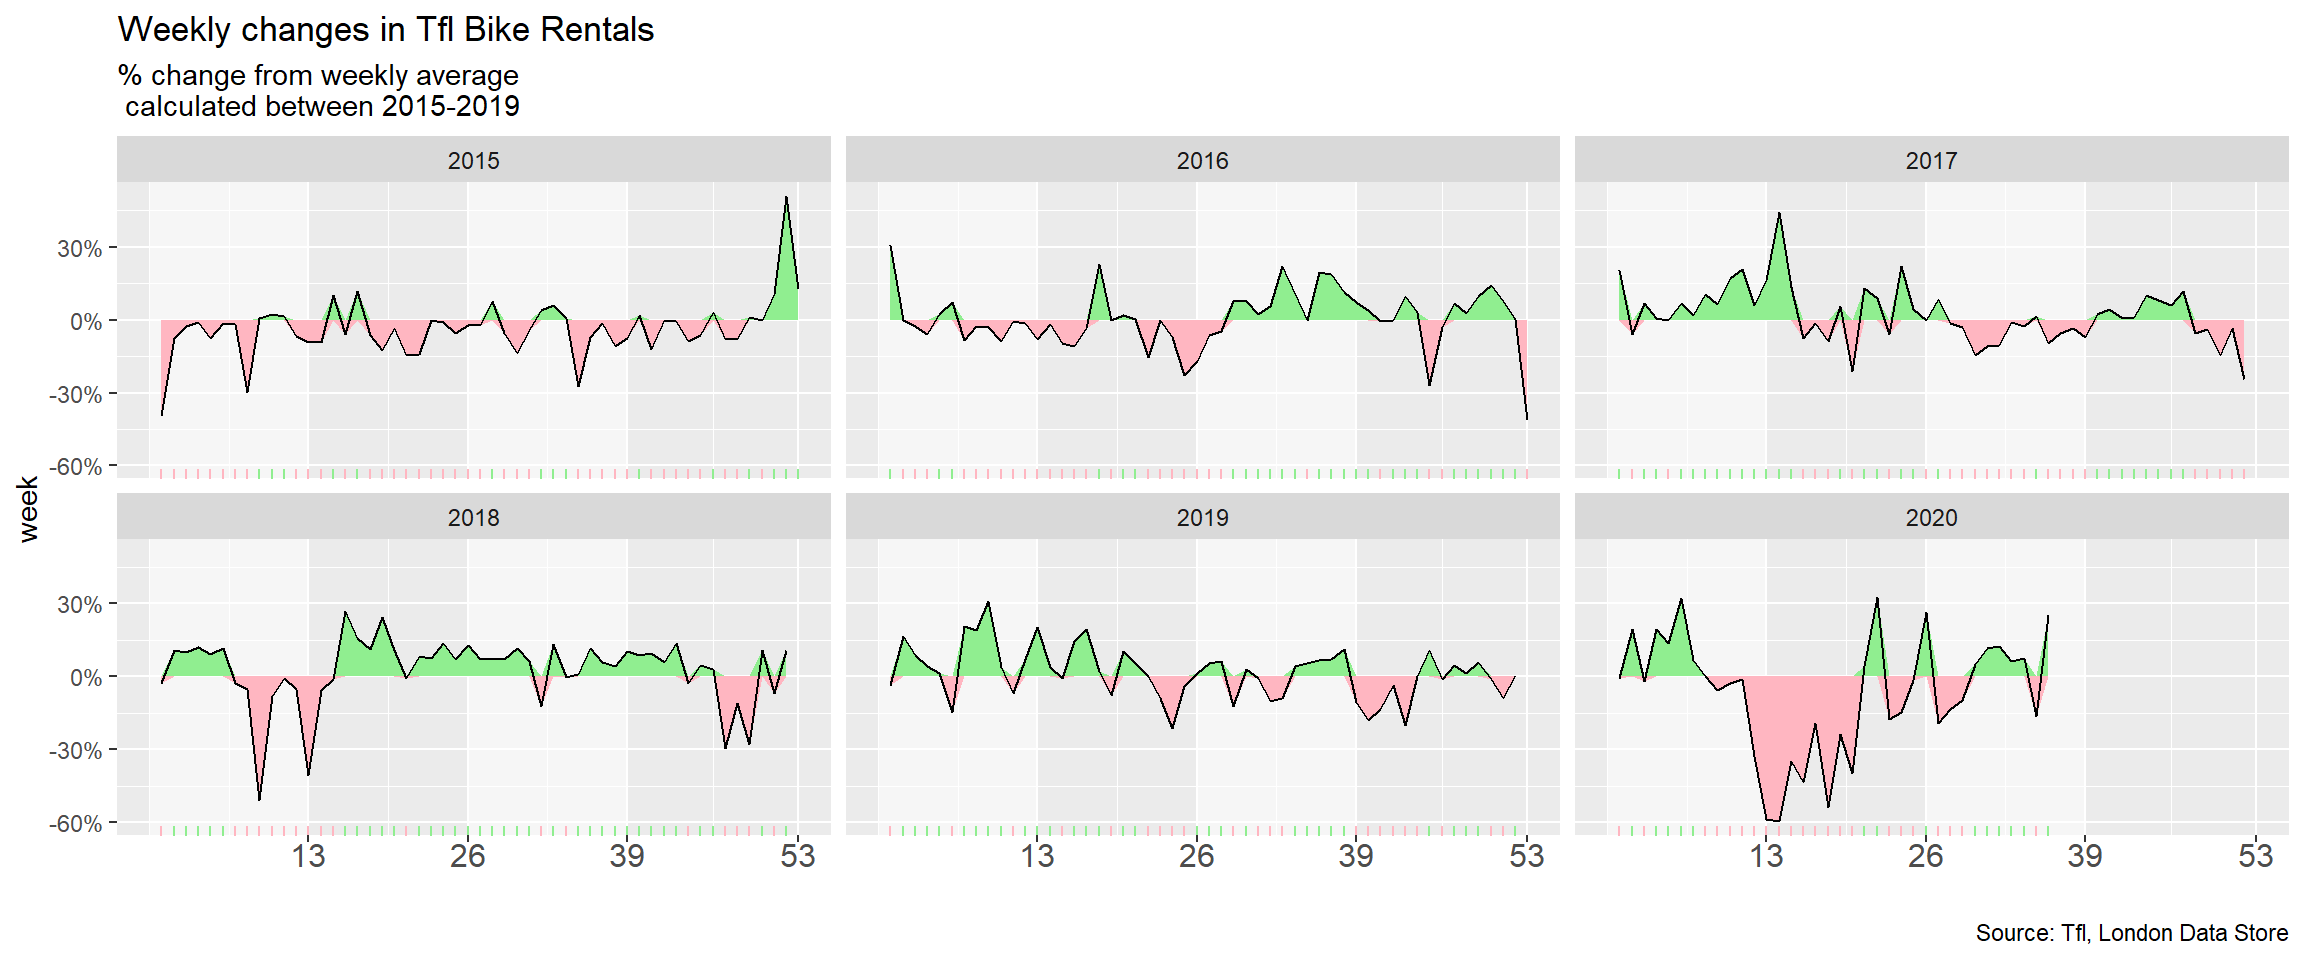 Weekly changes in Tfl Bike Rentals
% change from weekly average
calculated between 2015-2019
2015
2016
2017
30%
0%
-30%
-60%
week
2018
2019
2020
30%
0%
-30%
-60%
13 26 39 53
13 26 39 53
13 26 39 53
Source: Tfl, London Data Store